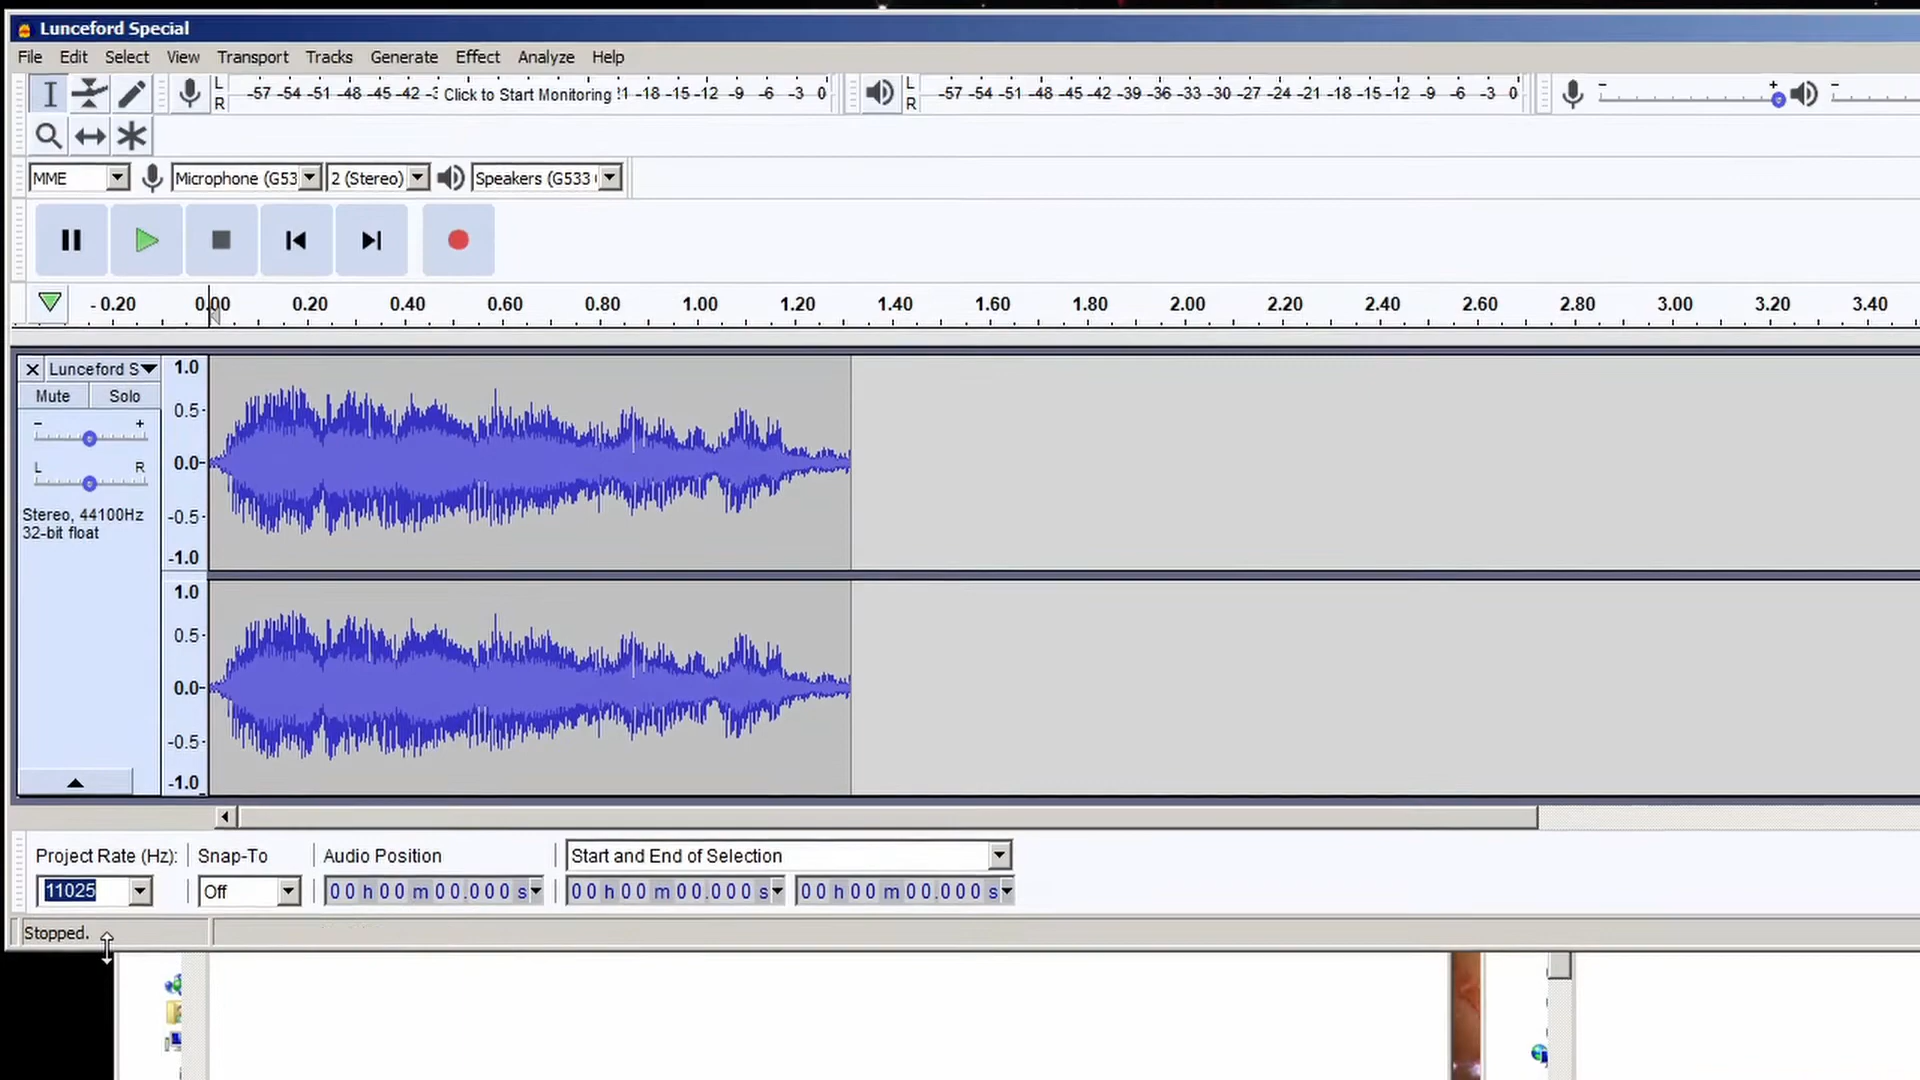 Lunceford Special
File Edit Select View Transport Tracks Generate Effect Analyze Help
L -57 -54 -51 -48 -45 -42 -3 Click to Start Monitoring !1 -18 -15 -12 -9 -6 -3 0 L -57 -54 -51 -48 -45 -42 -39 -36 -33 -30 -27 -24 -21 -18 -15 -12 -9 -6 -3 0 - + -
R R
MME Microphone (G53 2 (Stereo) Speakers (G533 (
- 0.20 0.00 0.20 0.40 0.60 0.80 1.00 1.20 1.40 1.60 1.80 2.00 2.20 2.40 2.60 2.80 3.00 3.20 3.40
X Lunceford S 1.0
Mute Solo 0.5
- +
L R 0.0
Stereo, 44100Hz -0.5
32-bit float
-1.0
1.0
0.5
0.0
-0.5
-1.0
Project Rate (Hz): Snap-To Audio Position Start and End of Selection
11025 Off 00 h 00 m 00.000 s 00 h 00 m 00.000 s 00 h 00 m 00.000 s
Stopped.